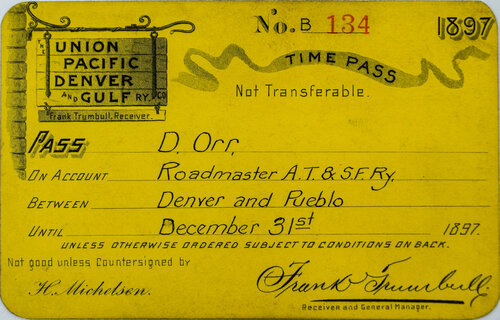 No. B 134
1897
THE UNION
PACIFIC
DENVER
AND GULF RY. CO.
Frank Trumbull, Receiver.
TIME PASS
Not Transferable.
PASS D. Orr,
ON ACCOUNT Roadmaster A.T. & S.F. Ry.
BETWEEN Denver and Pueblo
UNTIL December 31st 1897.
UNLESS OTHERWISE ORDERED SUBJECT TO CONDITIONS ON BACK.
Not good unless Countersigned by
H. Michelsen.
Frank Trumbull.
Receiver and General Manager.